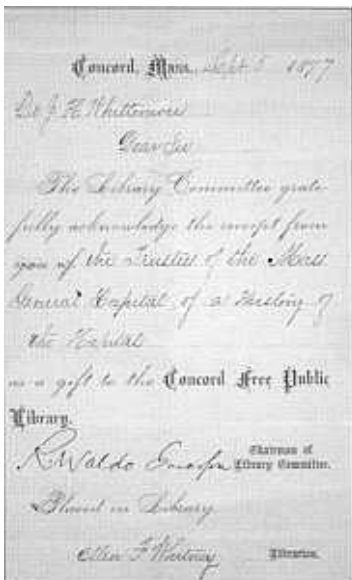 Concord, Mass., Sept 5 1877
Dr J. H. Whittemore
Dear Sir
The Library Committee grate-
fully acknowledge the receipt from
you of the Trustees of the Mass
General Hospital, of a History of
the Hospital
as a gift to the Concord Free Public
Library.
R. Waldo Emerson Chairman of
Library Committee.
Placed in Library.
F Whitney Librarian.